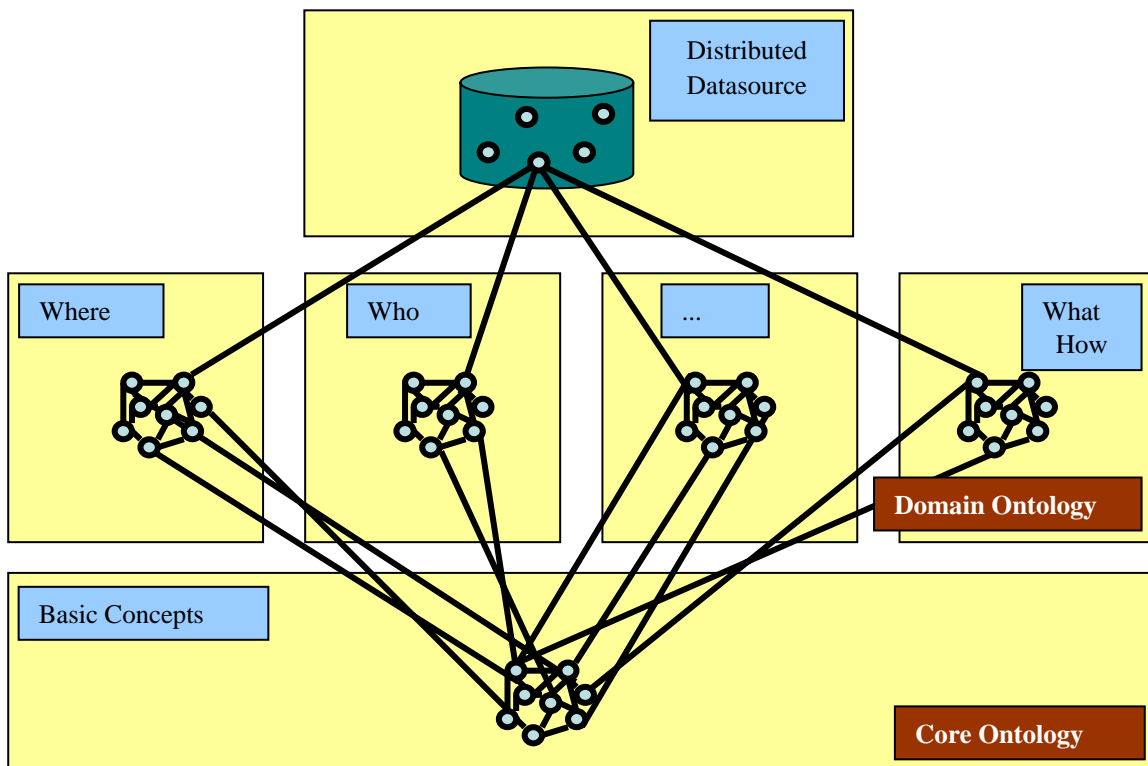 Distributed
Datasource
Where
Who
...
What
How
Domain Ontology
Basic Concepts
Core Ontology